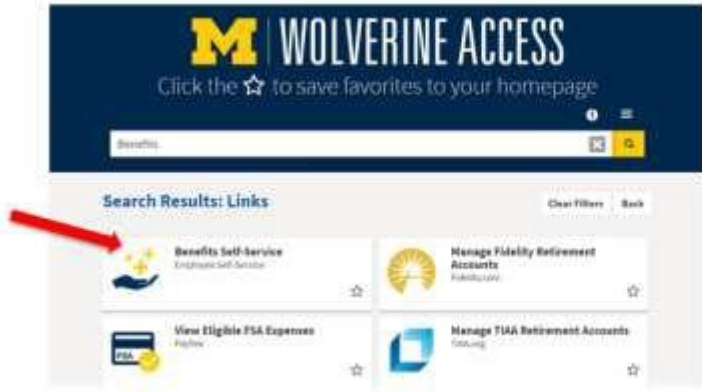 M | WOLVERINE ACCESS
Click the ☆ to save favorites to your homepage
Benefits
Search Results: Links
Clear Filters
Back
Benefits Self-Service
Employee Self-Service
Manage Fidelity Retirement
Accounts
Fidelity.com
View Eligible FSA Expenses
PayFlex
FSA
Manage TIAA Retirement Accounts
TIAA.org